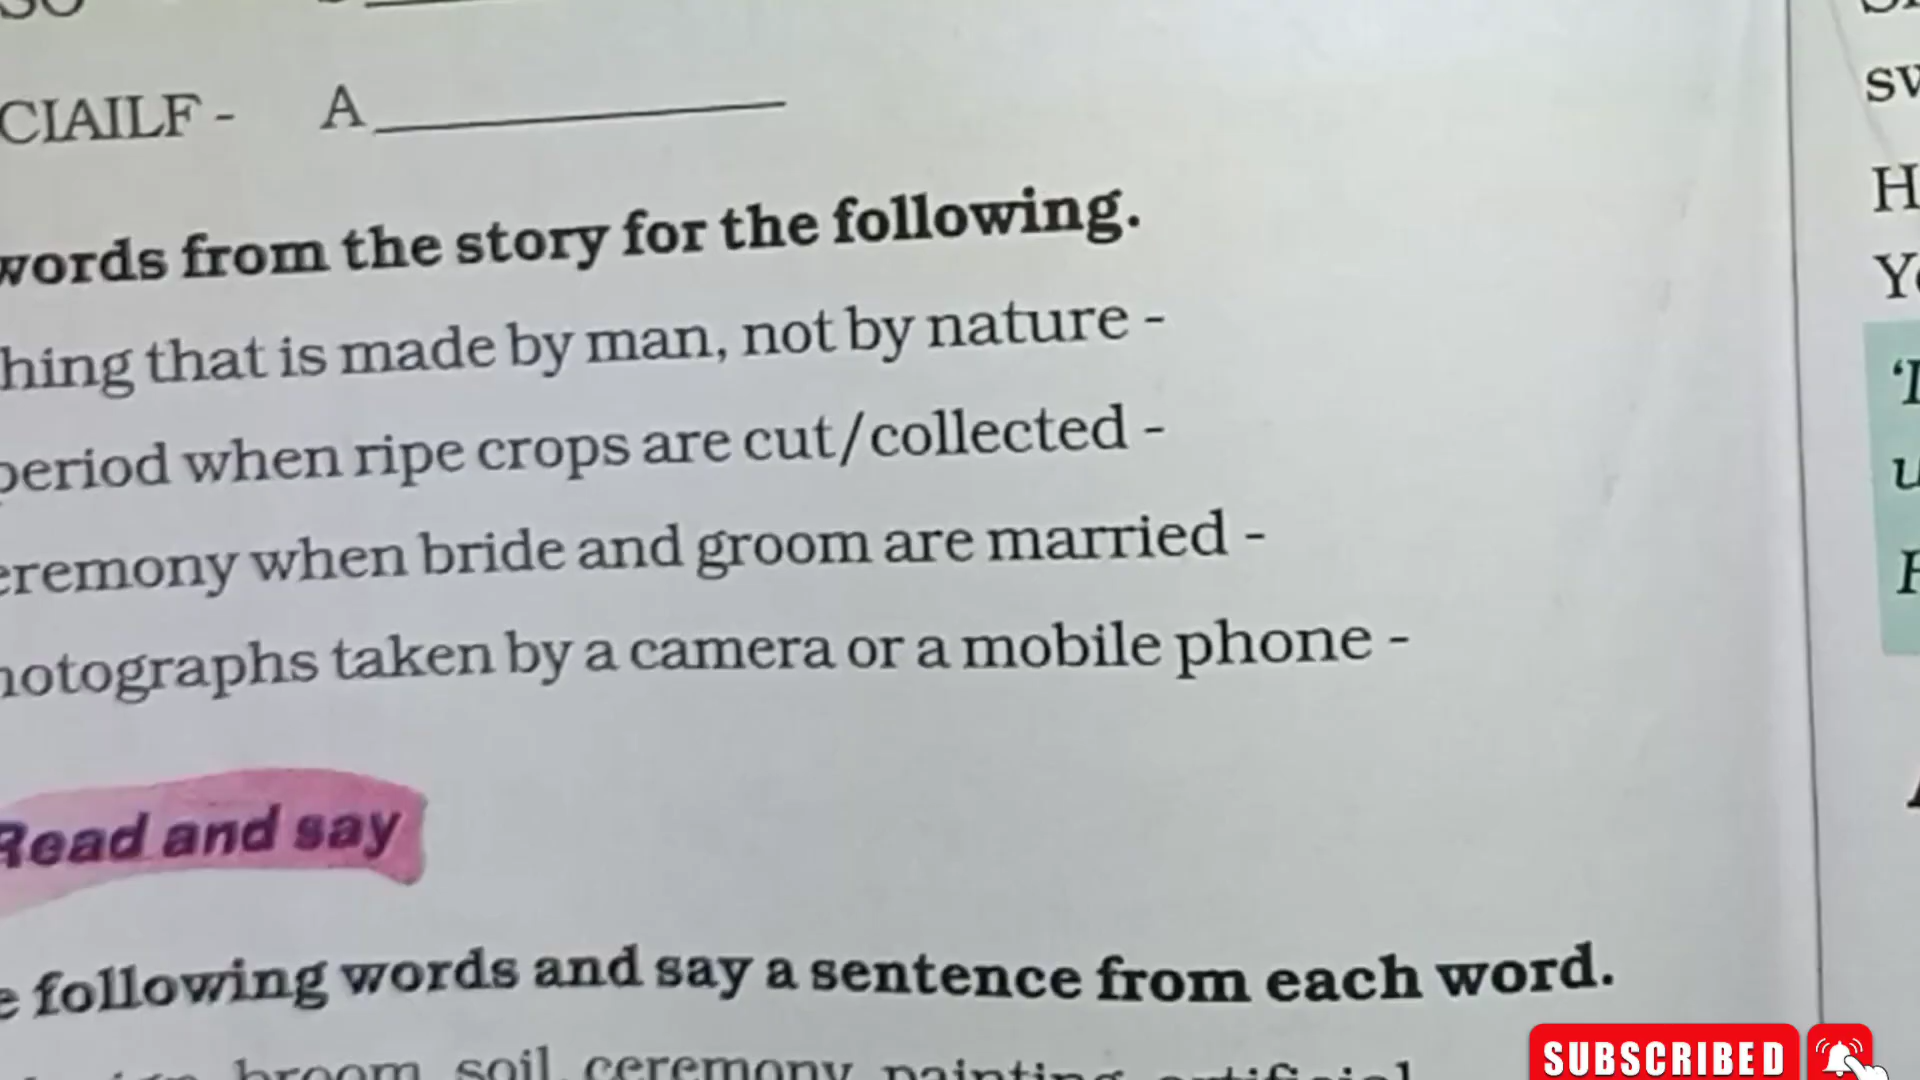 CIAILF - A
words from the story for the following.
hing that is made by man, not by nature -
period when ripe crops are cut/collected -
eremony when bride and groom are married -
hotographs taken by a camera or a mobile phone -
Read and say
e following words and say a sentence from each word.
broom soil ceremony painting artificial
sw
H
SUBSCRIBED